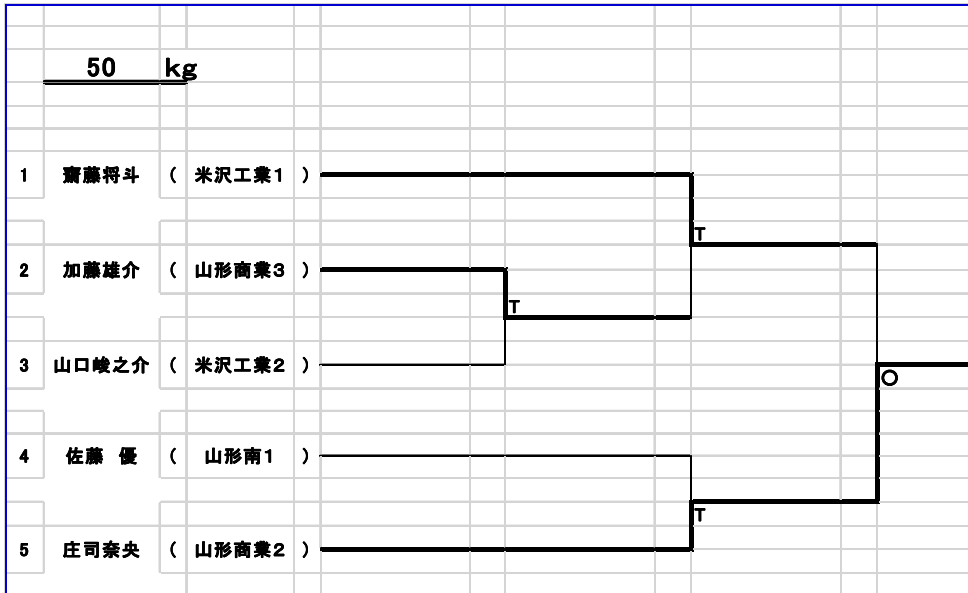 50 kg
1 齋藤将斗 ( 米沢工業1 )
T
2 加藤雄介 ( 山形商業3 )
T
3 山口峻之介 ( 米沢工業2 )
○
4 佐藤 優 ( 山形南1 )
T
5 庄司奈央 ( 山形商業2 )